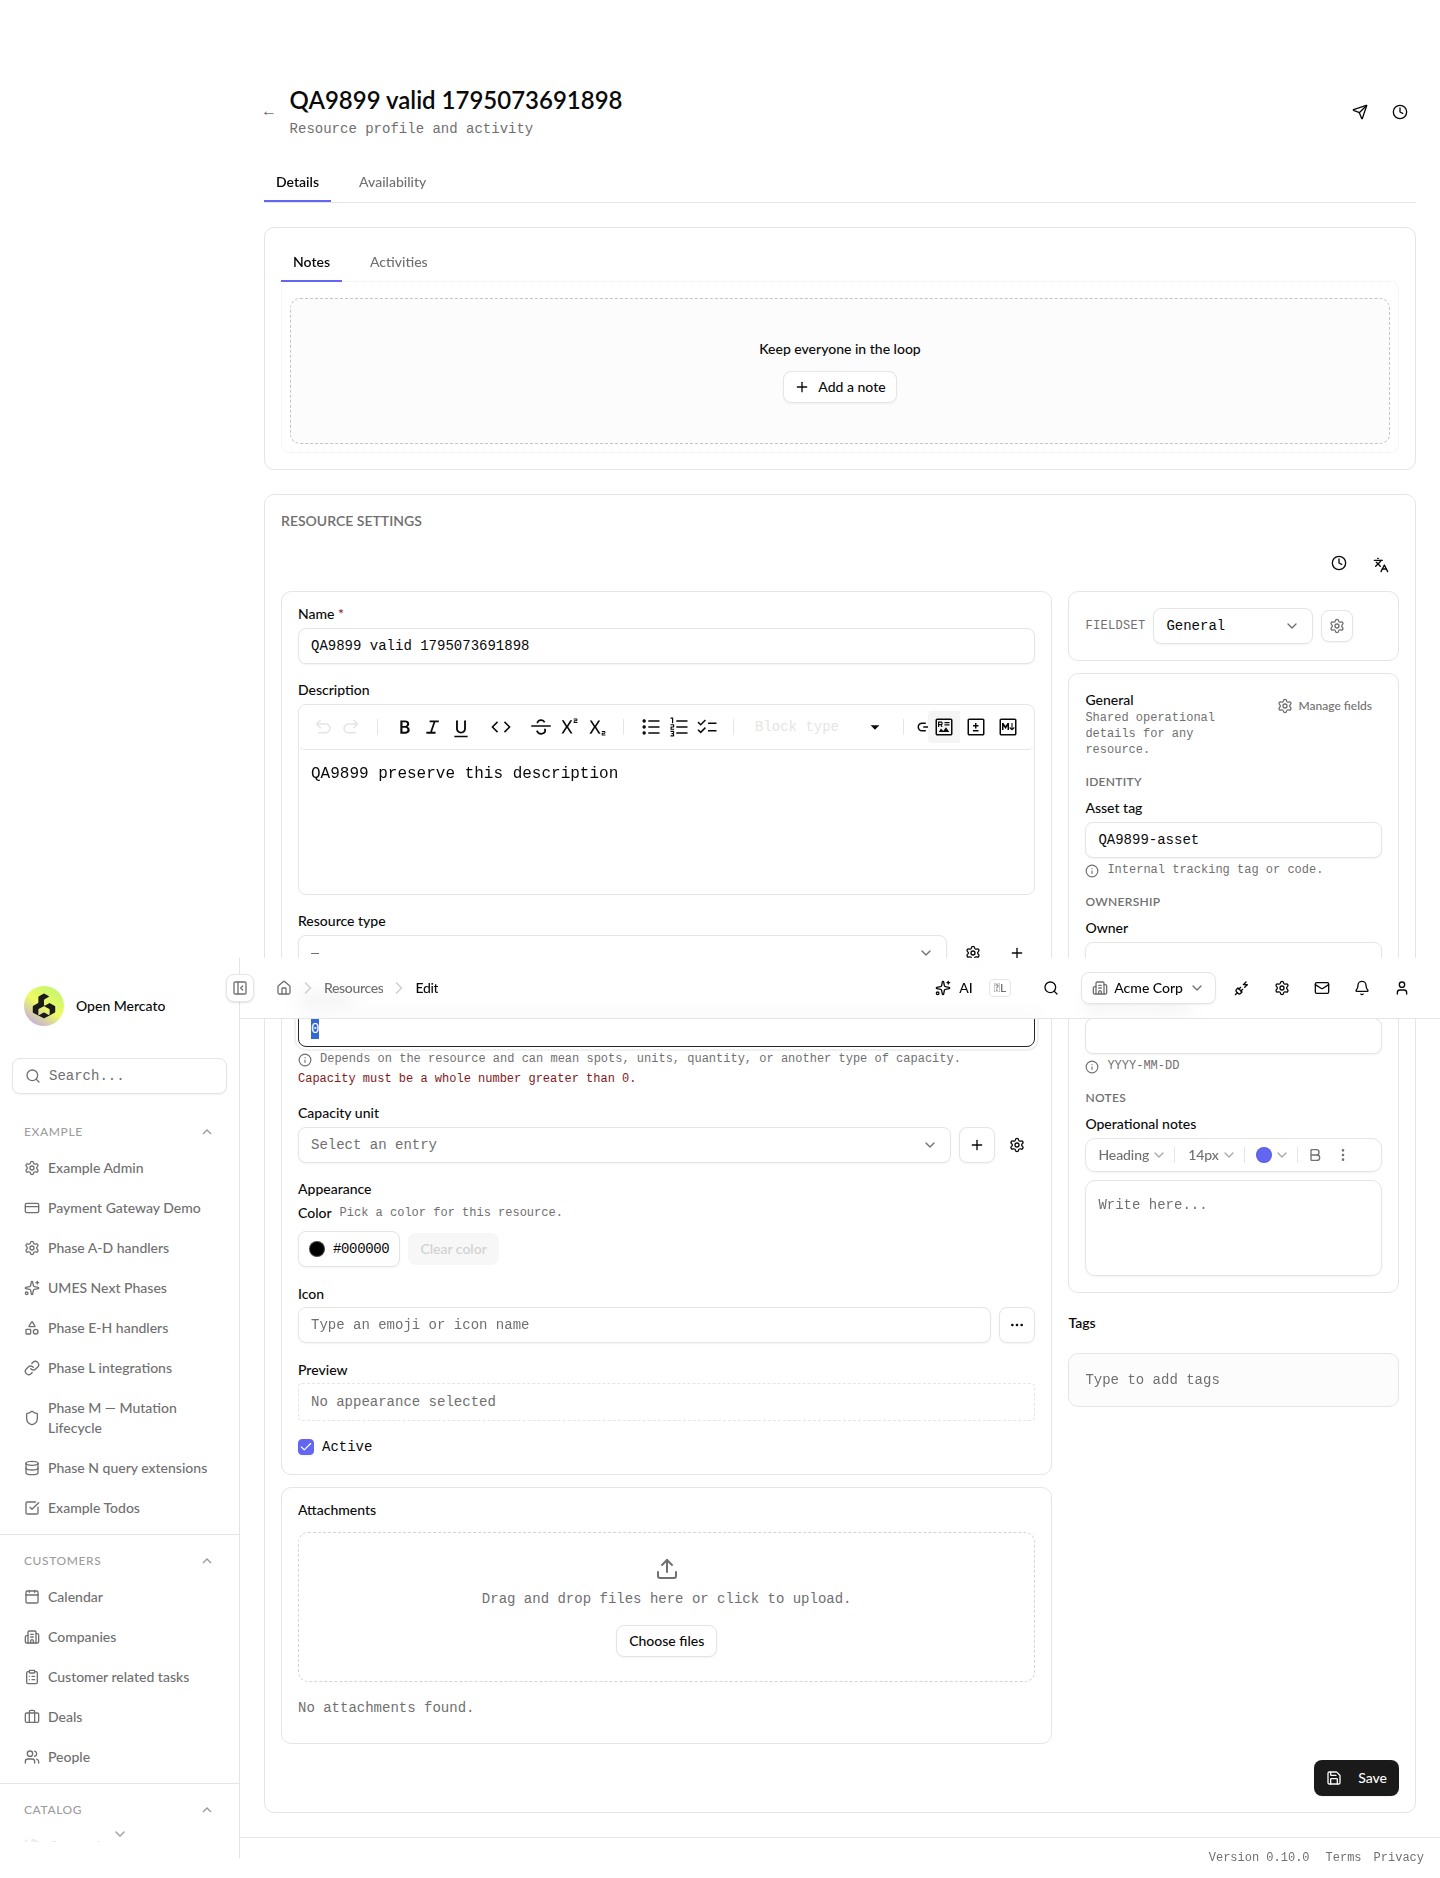 ← QA9899 valid 1795073691898
Resource profile and activity
Details Availability
Notes Activities
Keep everyone in the loop
+ Add a note
RESOURCE SETTINGS
Name *
QA9899 valid 1795073691898
Description
Block type
QA9899 preserve this description
Resource type
—
FIELDSET General
General
Manage fields
Shared operational
details for any
resource.
IDENTITY
Asset tag
QA9899-asset
Internal tracking tag or code.
OWNERSHIP
Owner
Open Mercato
Resources Edit
AI
Acme Corp
Search...
EXAMPLE
Example Admin
Payment Gateway Demo
Phase A-D handlers
UMES Next Phases
Phase E-H handlers
Phase L integrations
Phase M — Mutation
Lifecycle
Phase N query extensions
Example Todos
CUSTOMERS
Calendar
Companies
Customer related tasks
Deals
People
CATALOG
0
Depends on the resource and can mean spots, units, quantity, or another type of capacity.
Capacity must be a whole number greater than 0.
Capacity unit
Select an entry
Appearance
Color Pick a color for this resource.
#000000 Clear color
Icon
Type an emoji or icon name
Preview
No appearance selected
Active
Attachments
Drag and drop files here or click to upload.
Choose files
No attachments found.
YYYY-MM-DD
NOTES
Operational notes
Heading 14px B
Write here...
Tags
Type to add tags
Save
Version 0.10.0 Terms Privacy